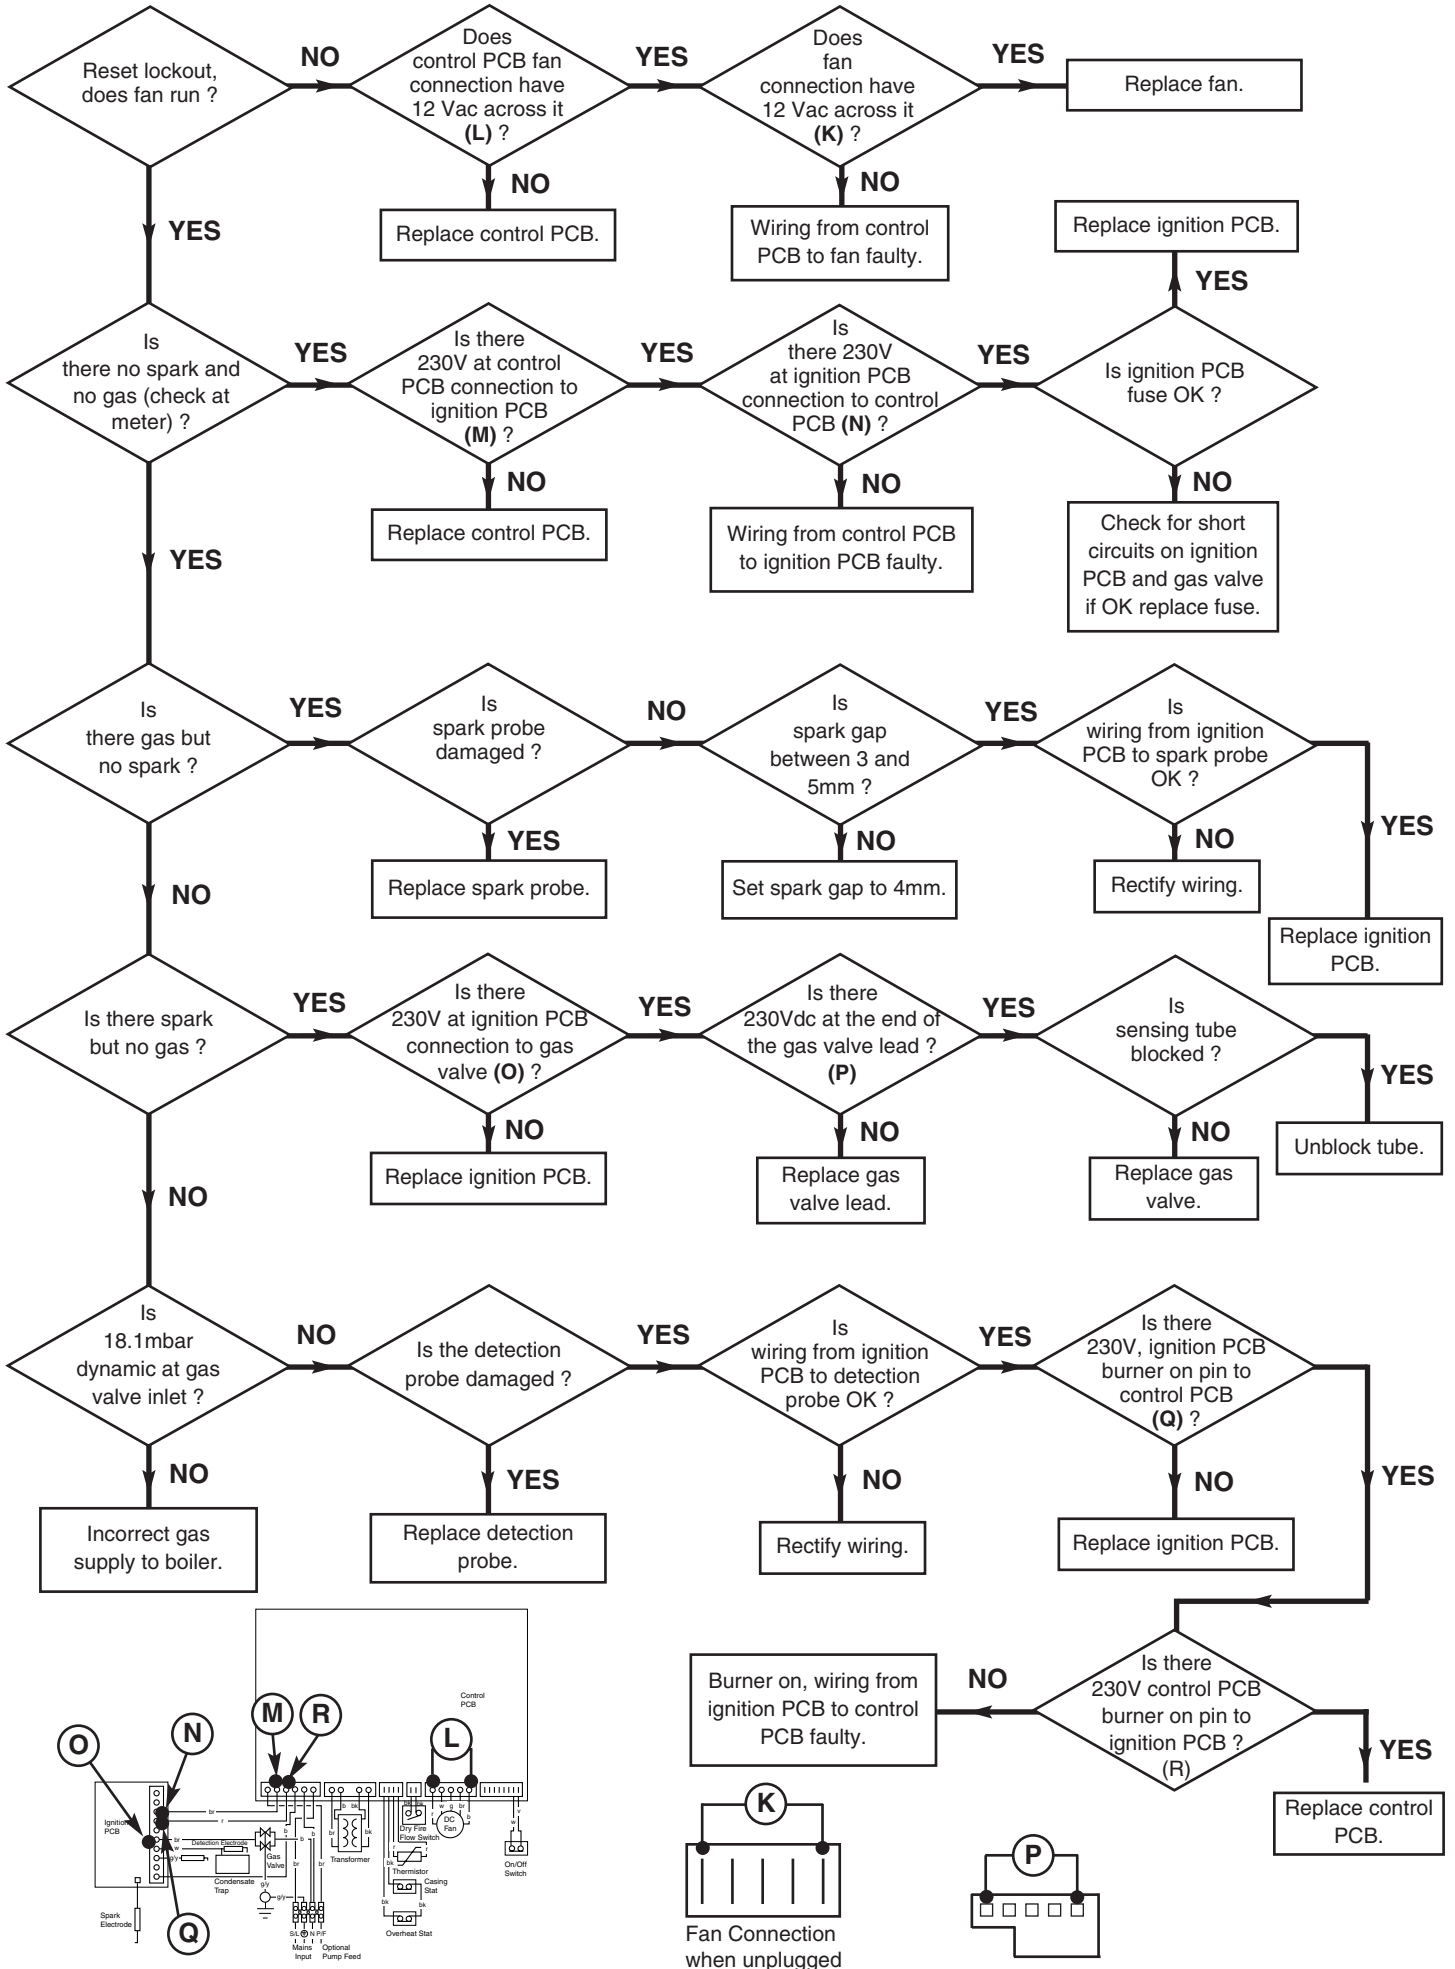 Reset lockout,
does fan run ?
NO
Does
control PCB fan
connection have
12 Vac across it
(L) ?
YES
Does
fan
connection have
12 Vac across it
(K) ?
YES
Replace fan.
YES
NO
Replace control PCB.
NO
Wiring from control
PCB to fan faulty.
Replace ignition PCB.
YES
Is
there no spark and
no gas (check at
meter) ?
YES
Is there
230V at control
PCB connection to
ignition PCB
(M) ?
YES
Is
there 230V
at ignition PCB
connection to control
PCB (N) ?
YES
Is ignition PCB
fuse OK ?
YES
NO
Replace control PCB.
NO
Wiring from control PCB
to ignition PCB faulty.
NO
Check for short
circuits on ignition
PCB and gas valve
if OK replace fuse.
Is
there gas but
no spark ?
YES
Is
spark probe
damaged ?
NO
Is
spark gap
between 3 and
5mm ?
YES
Is
wiring from ignition
PCB to spark probe
OK ?
YES
NO
YES
Replace spark probe.
NO
Set spark gap to 4mm.
NO
Rectify wiring.
Replace ignition
PCB.
Is there spark
but no gas ?
YES
Is there
230V at ignition PCB
connection to gas
valve (O) ?
YES
Is there
230Vdc at the end of
the gas valve lead ?
(P)
YES
Is
sensing tube
blocked ?
YES
NO
NO
Replace ignition PCB.
NO
Replace gas
valve lead.
NO
Replace gas
valve.
Unblock tube.
Is
18.1mbar
dynamic at gas
valve inlet ?
NO
Is the detection
probe damaged ?
YES
Is
wiring from ignition
PCB to detection
probe OK ?
YES
Is there
230V, ignition PCB
burner on pin to
control PCB
(Q) ?
YES
NO
Incorrect gas
supply to boiler.
YES
Replace detection
probe.
NO
Rectify wiring.
NO
Replace ignition PCB.
Is there
230V control PCB
burner on pin to
ignition PCB ?
(R)
NO
Burner on, wiring from
ignition PCB to control
PCB faulty.
YES
Replace control
PCB.
Control
PCB
M
R
L
N
O
Q
Ignition
PCB
br
r
br
w
g/y
Detection Electrode
Condensate
Trap
Gas
Valve
g/y
g/y
b
b
br
b
br
S/L
N
P/F
Mains
Input
Optional
Pump Feed
Spark
Electrode
b
bk
br
bk
Transformer
Dry Fire
Flow Switch
r
w
g
br
b
DC
Fan
r
r
Thermistor
bk
Casing
Stat
bk
bk
Overheat Stat
v
w
On/Off
Switch
K
Fan Connection
when unplugged
P